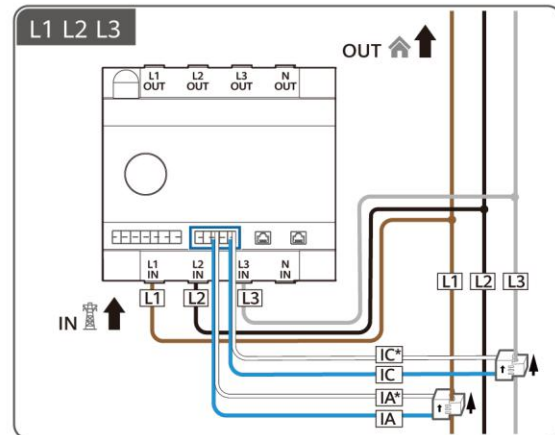 L1 L2 L3
OUT
L1 OUT
L2 OUT
L3 OUT
N OUT
L1 IN
L2 IN
L3 IN
N IN
L1
L2
L3
L1
L2
L3
IN
IC*
IC
IA*
IA